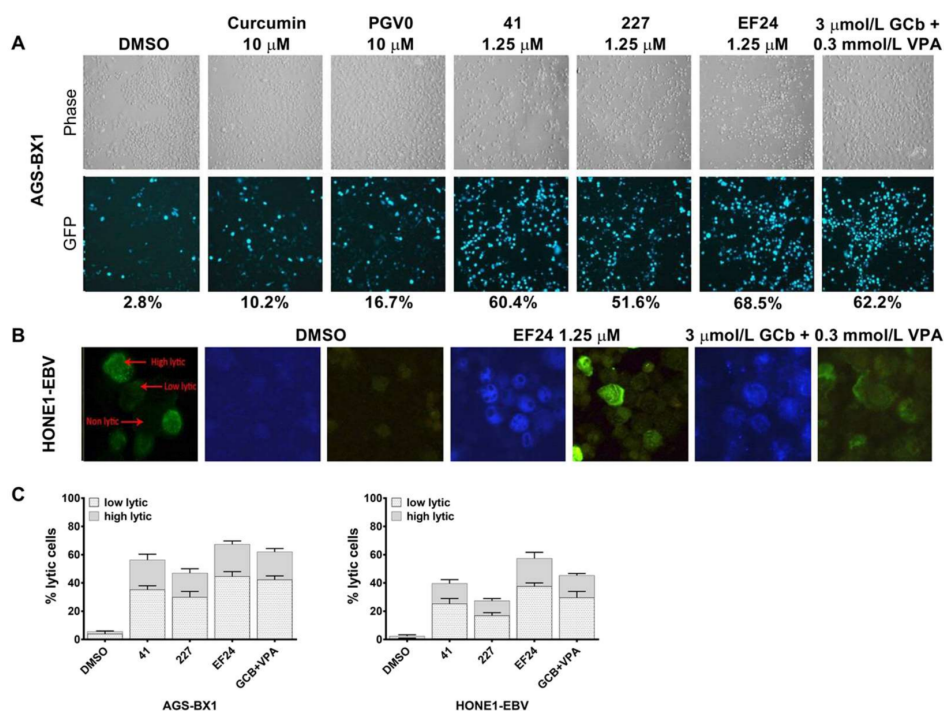 A
DMSO
Curcumin
10 μM
PGV0
10 μM
41
1.25 μM
227
1.25 μM
EF24
1.25 μM
3 μmol/L GCb +
0.3 mmol/L VPA
AGS-BX1
Phase
GFP
2.8%
10.2%
16.7%
60.4%
51.6%
68.5%
62.2%
B
DMSO
EF24 1.25 μM
3 μmol/L GCb + 0.3 mmol/L VPA
HONE1-EBV
High lytic
Low lytic
Non lytic
C
% lytic cells
100
80
60
40
20
0
low lytic
high lytic
DMSO
41
227
EF24
GCB+VPA
AGS-BX1
% lytic cells
100
80
60
40
20
0
low lytic
high lytic
DMSO
41
227
EF24
GCB+VPA
HONE1-EBV